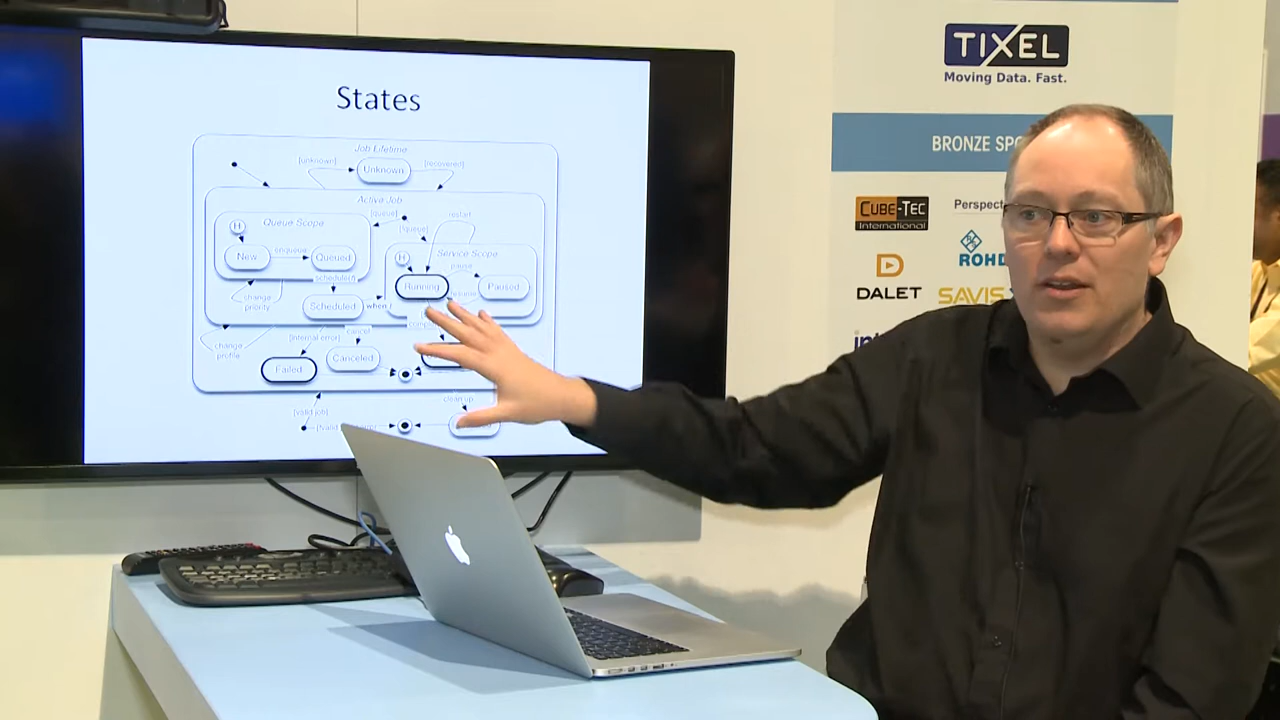 States
Job Lifetime
[unknown]
Unknown
[recovered]
Active Job
[queue]
restart
Queue Scope
[!queue]
H
Service Scope
New
enqueue
Queued
H
pause
schedule
Running
Paused
change
priority
Scheduled
when
change
profile
[internal error]
cancel
Canceled
Failed
clean up
[valid job]
TIXEL
Moving Data. Fast.
BRONZE SPO
CUBE-TEC
International
Perspect
ROHD
DALET
SAVIS